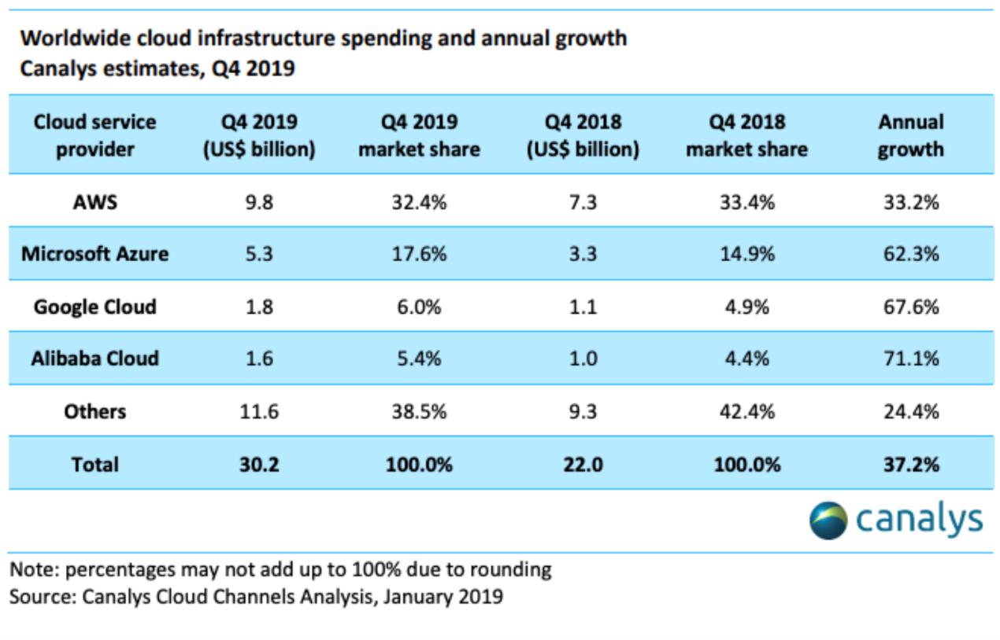 Worldwide cloud infrastructure spending and annual growth
Canalys estimates, Q4 2019
Cloud service provider Q4 2019 (US$ billion) Q4 2019 market share Q4 2018 (US$ billion) Q4 2018 market share Annual growth
AWS 9.8 32.4% 7.3 33.4% 33.2%
Microsoft Azure 5.3 17.6% 3.3 14.9% 62.3%
Google Cloud 1.8 6.0% 1.1 4.9% 67.6%
Alibaba Cloud 1.6 5.4% 1.0 4.4% 71.1%
Others 11.6 38.5% 9.3 42.4% 24.4%
Total 30.2 100.0% 22.0 100.0% 37.2%
canalys
Note: percentages may not add up to 100% due to rounding
Source: Canalys Cloud Channels Analysis, January 2019